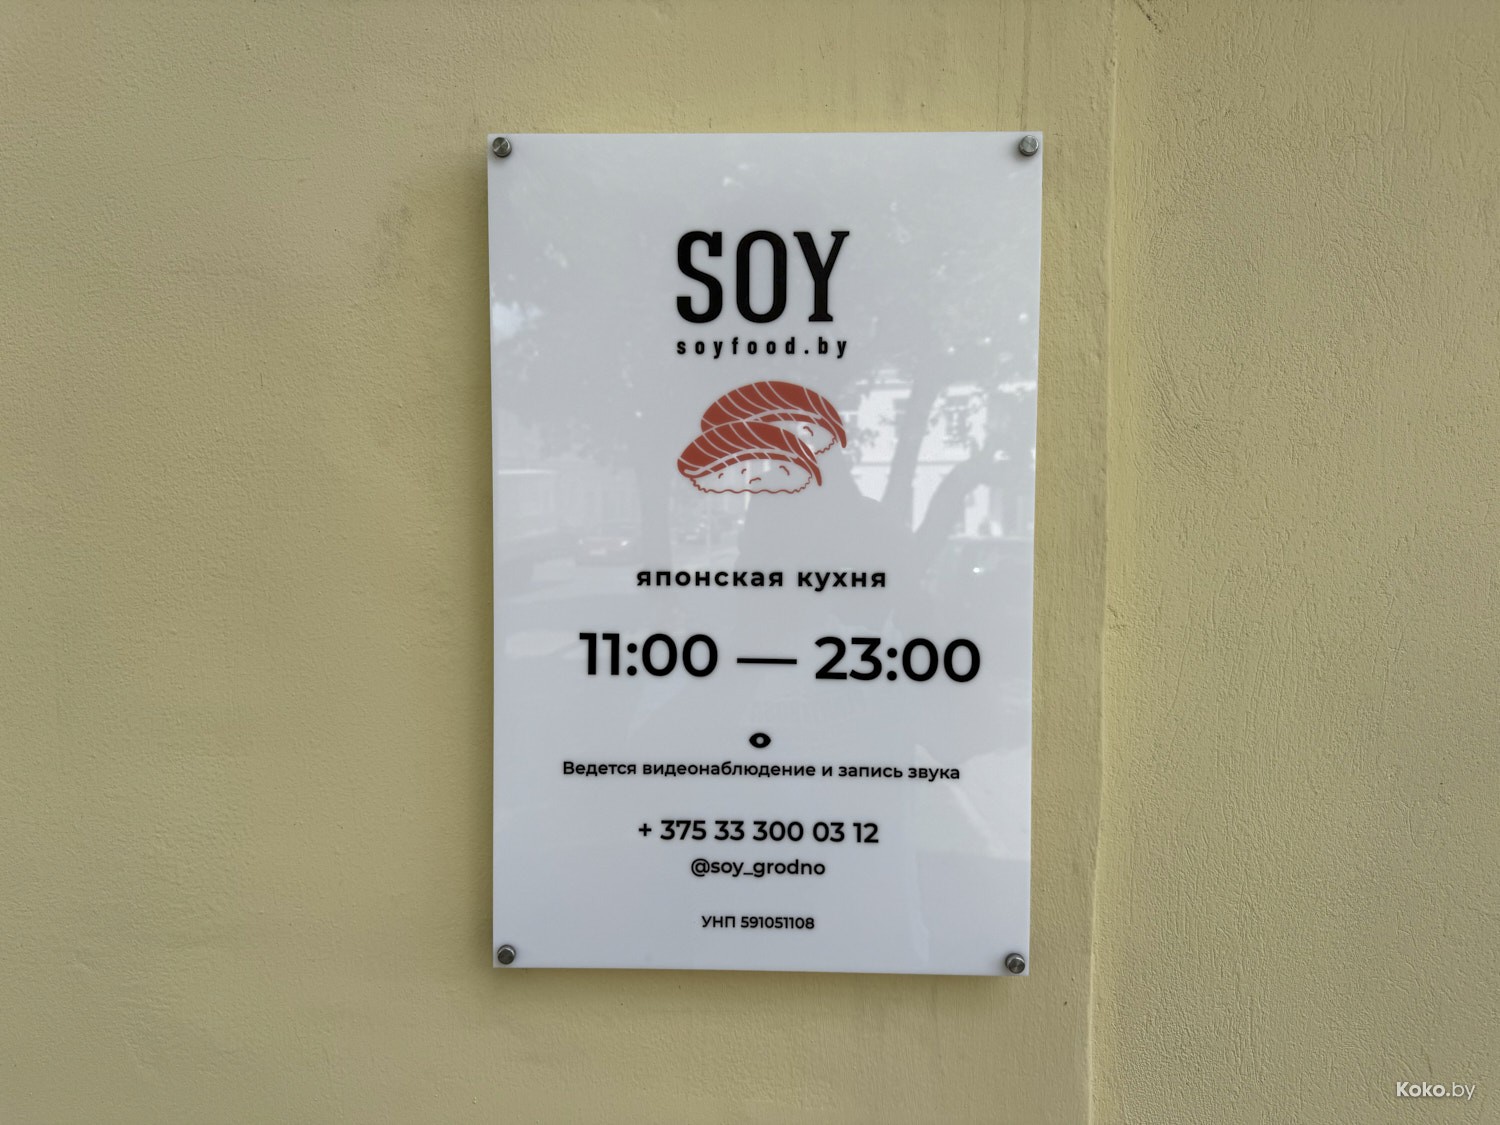 SOY
soyfood.by
японская кухня
11:00 — 23:00
Ведется видеонаблюдение и запись звука
+ 375 33 300 03 12
@soy_grodno
УНП 591051108
Koko.by